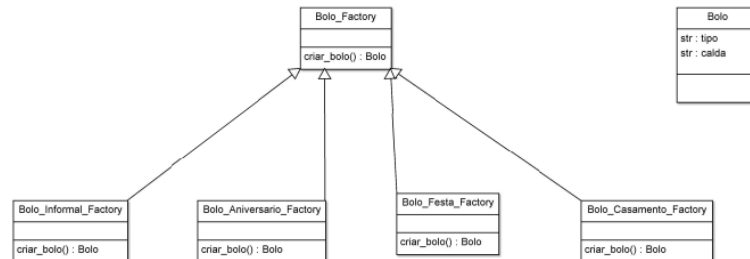 Bolo_Factory
criar_bolo() : Bolo
Bolo
str : tipo
str : calda
Bolo_Informal_Factory
criar_bolo() : Bolo
Bolo_Aniversario_Factory
criar_bolo() : Bolo
Bolo_Festa_Factory
criar_bolo() : Bolo
Bolo_Casamento_Factory
criar_bolo() : Bolo